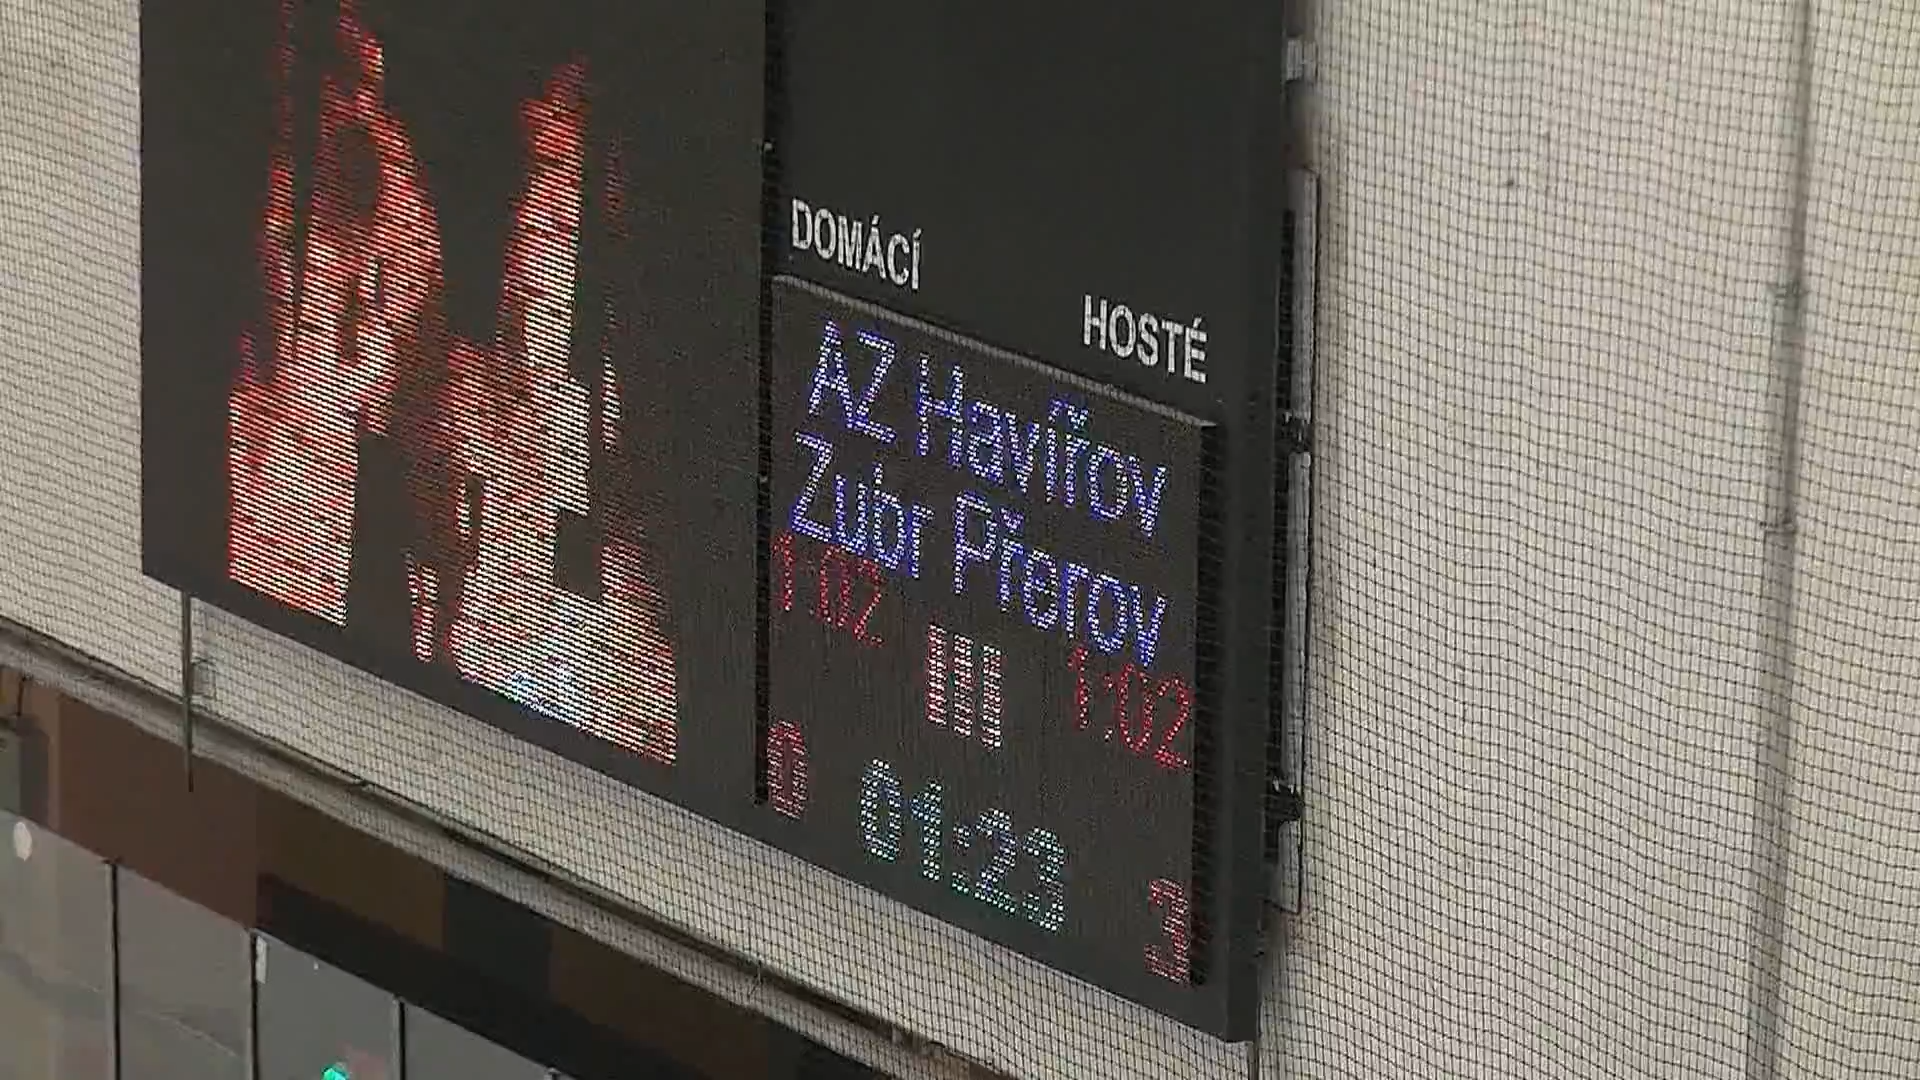 DOMÁCÍ
HOSTÉ
AZ Havířov
Zubr Přerov
1:02 III 1:02
0 01:23 3